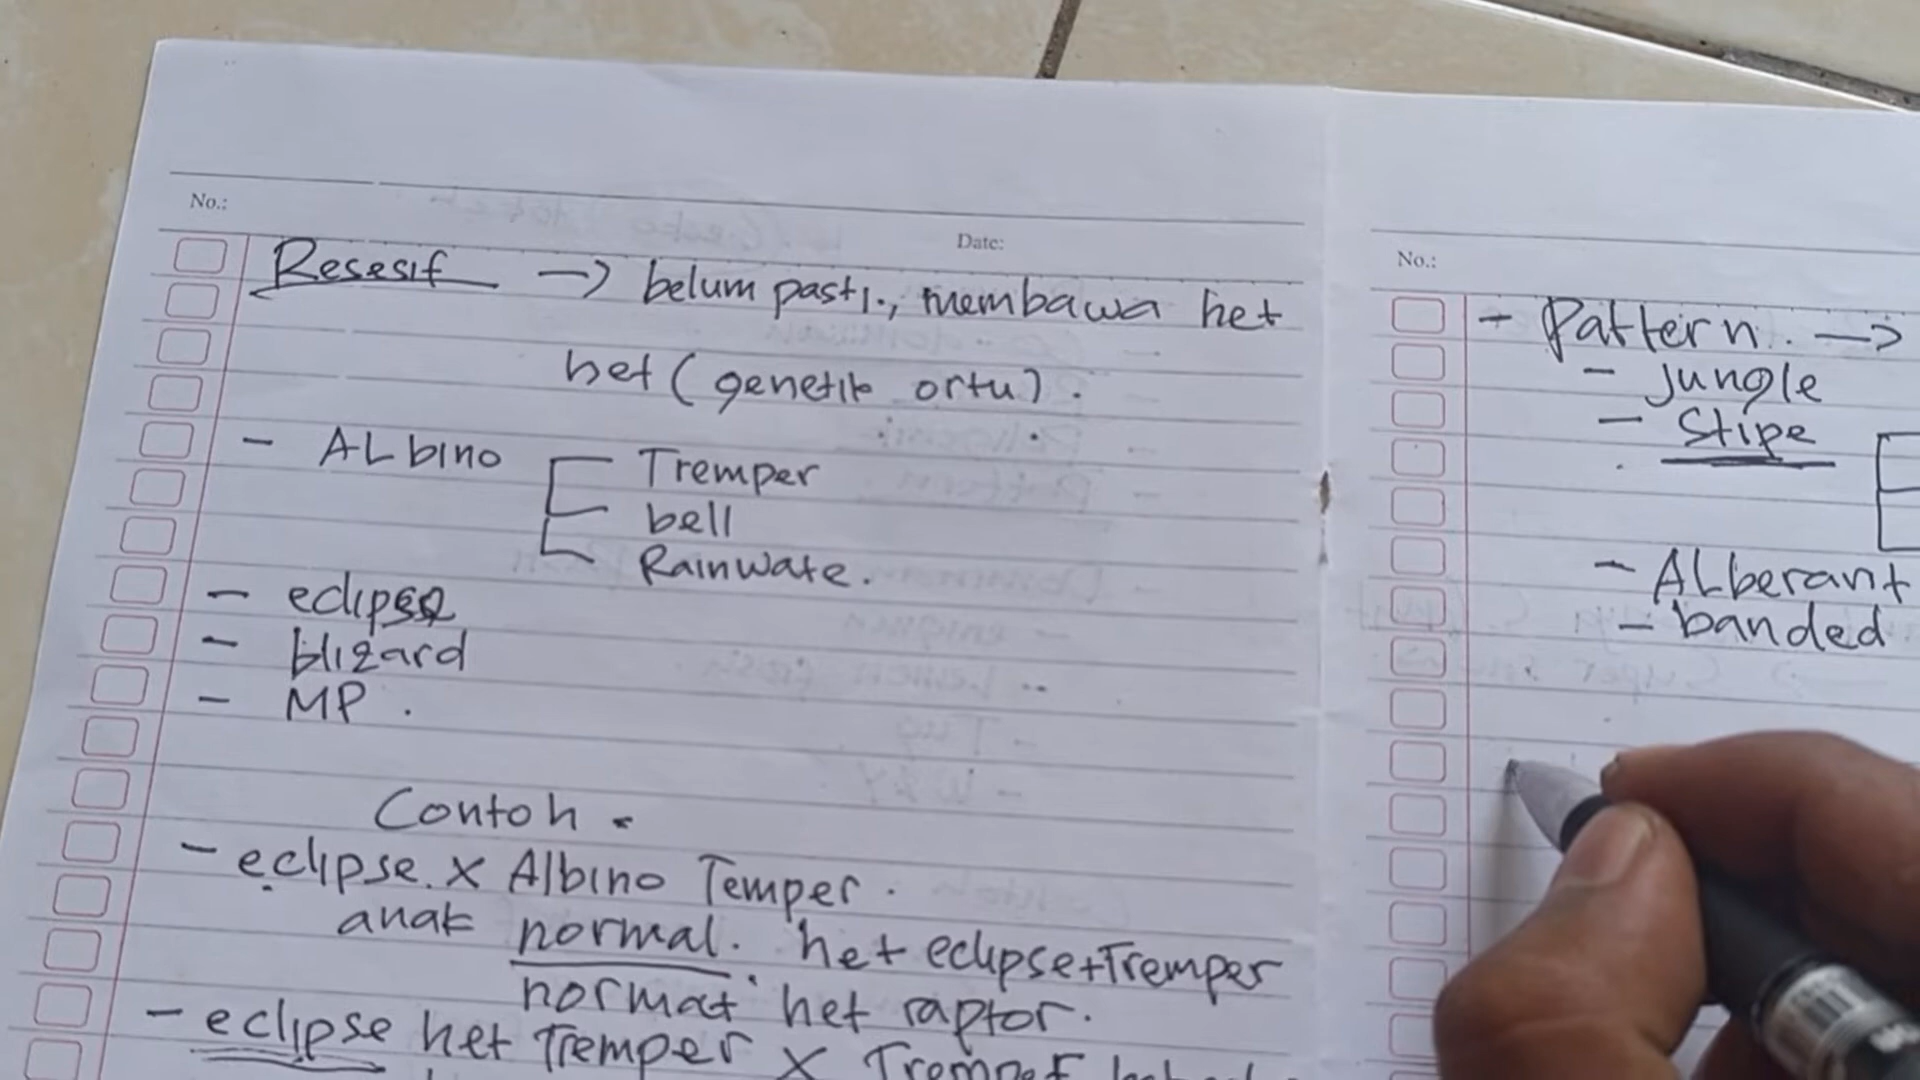 No.:
Date:
Resesif -> belum pasti., membawa het
het (genetik ortu).
- ALbino
Tremper
bell
Rainwate.
- eclipse
- blizard
- MP.
Contoh.
- eclipse. X Albino Temper.
anak normal. het eclipse+Tremper
normat het raptor.
- eclipse het Tremper X
No.:
- Pattern. ->
- jungle
- Stipe
- ALberant
- banded